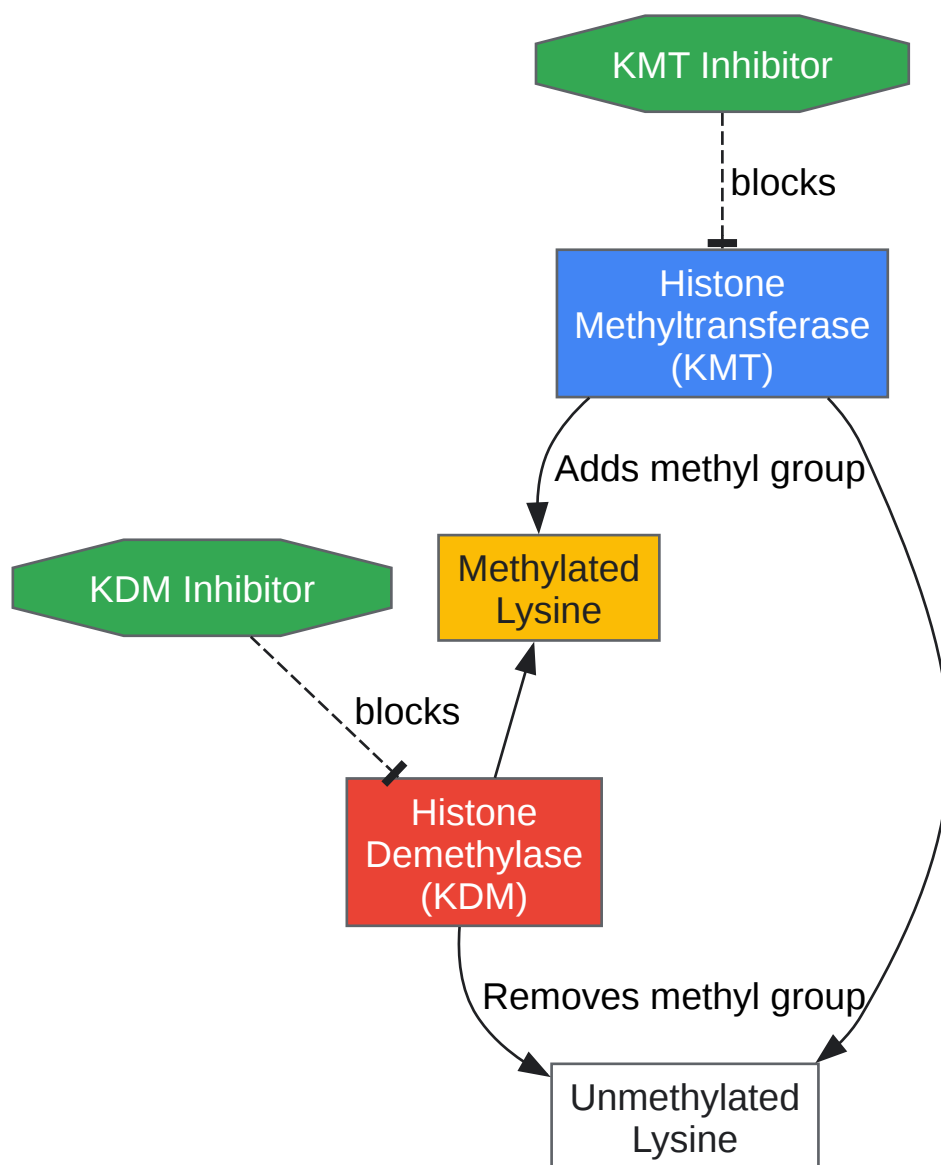 KMT Inhibitor
blocks
Histone
Methyltransferase
(KMT)
Adds methyl group
Methylated
Lysine
KDM Inhibitor
blocks
Histone
Demethylase
(KDM)
Removes methyl group
Unmethylated
Lysine